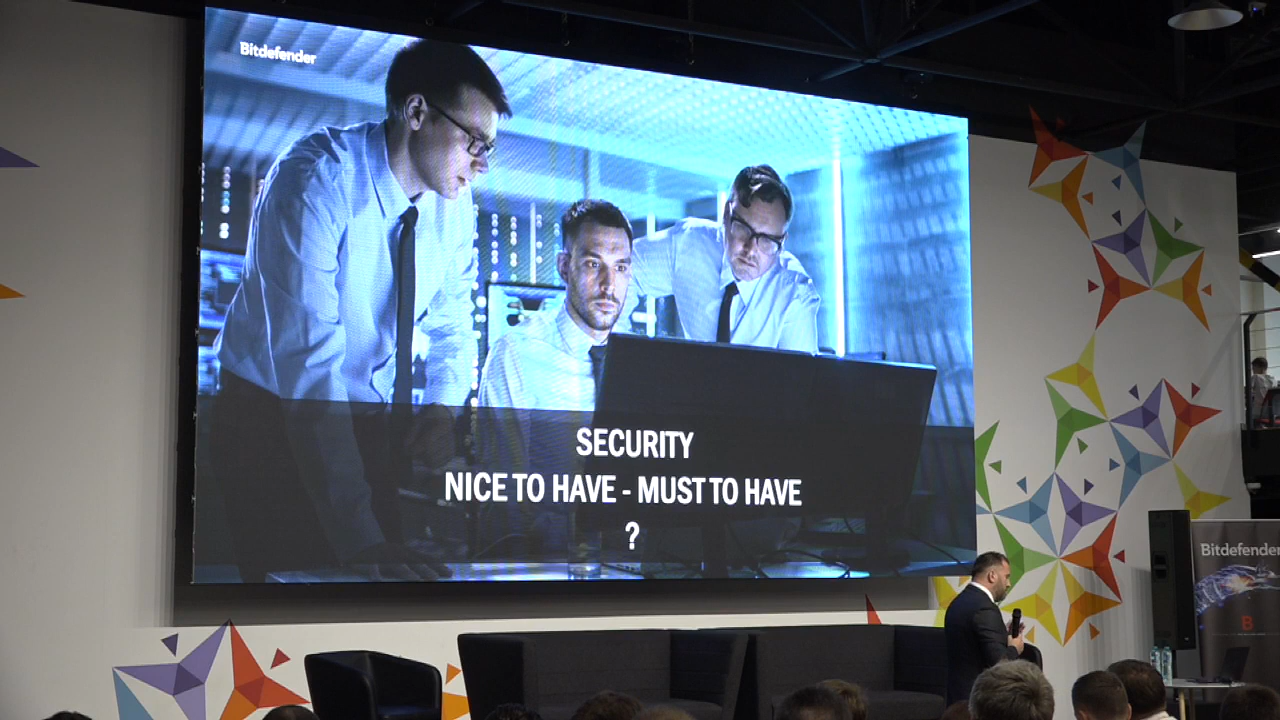 Bitdefender
SECURITY
NICE TO HAVE - MUST TO HAVE
?
Bitdefender
B